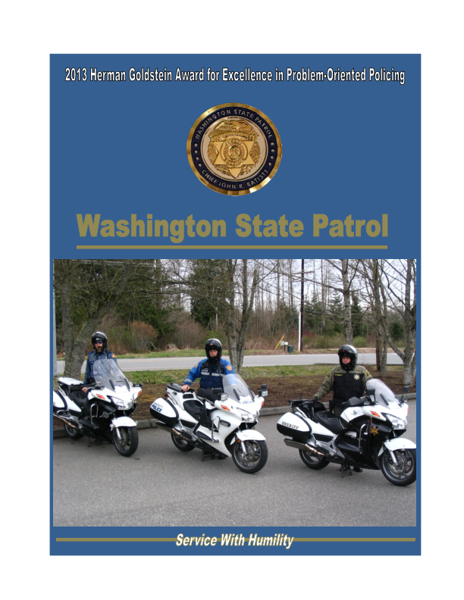 2013 Herman Goldstein Award for Excellence in Problem-Oriented Policing
WASHINGTON STATE PATROL
CHIEF JOHN R. BATISTE
Washington State Patrol
SHERIFF
Service With Humility